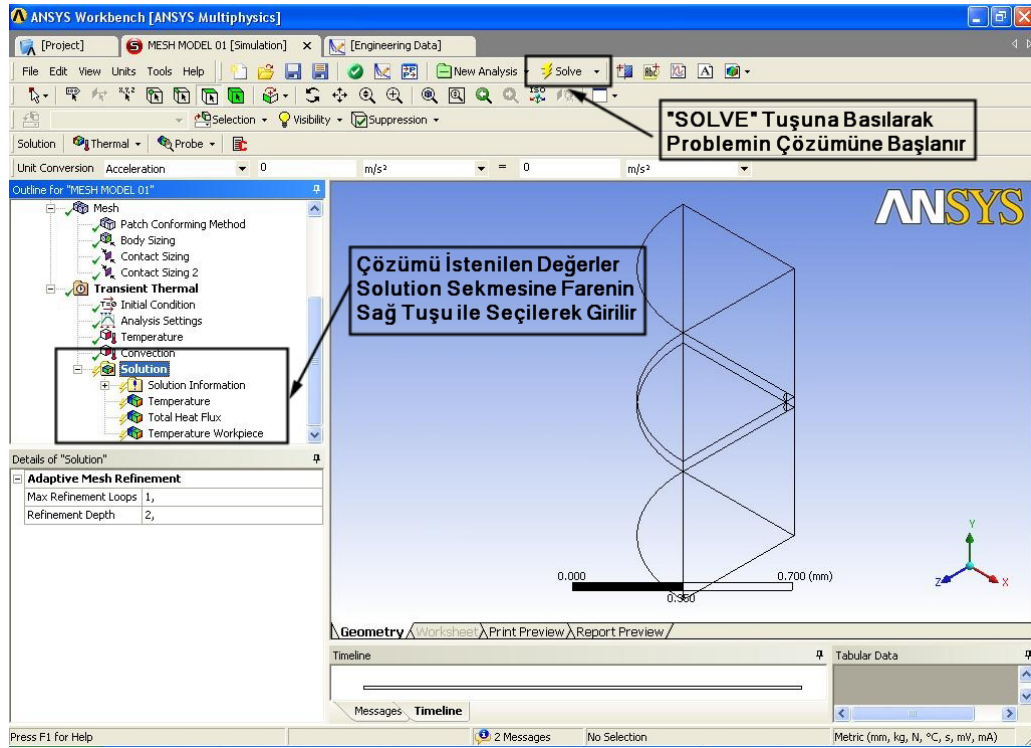 ANSYS Workbench [ANSYS Multiphysics]
[Project] MESH MODEL 01 [Simulation] [Engineering Data]
File Edit View Units Tools Help New Analysis Solve
Selection Visibility Suppression
"SOLVE" Tuşuna Basılarak
Problemin Çözümüne Başlanır
Solution Thermal Probe
Unit Conversion Acceleration 0 m/s² = 0 m/s²
Outline for "MESH MODEL 01"
Mesh
Patch Conforming Method
Body Sizing
Contact Sizing
Contact Sizing 2
Transient Thermal
Initial Condition
Analysis Settings
Temperature
Convection
Solution
Solution Information
Temperature
Total Heat Flux
Temperature Workpiece
ANSYS
Çözümü İstenilen Değerler
Solution Sekmesine Farenin
Sağ Tuşu ile Seçilerek Girilir
Details of "Solution"
Adaptive Mesh Refinement
Max Refinement Loops 1,
Refinement Depth 2,
Y
Z X
0.000 0.700 (mm)
0.350
Geometry Worksheet Print Preview Report Preview
Timeline
Tabular Data
Messages Timeline
Press F1 for Help 2 Messages No Selection Metric (mm, kg, N, °C, s, mV, mA)